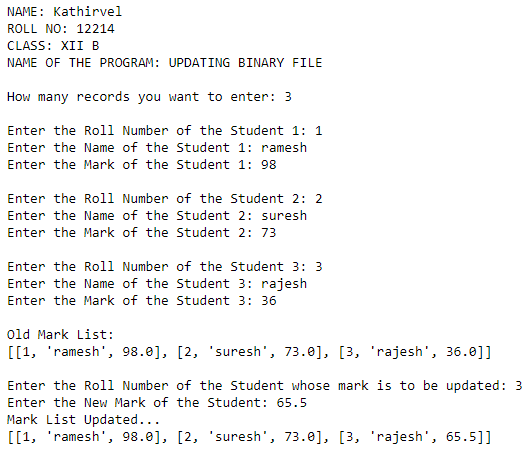 NAME: Kathirvel
ROLL NO: 12214
CLASS: XII B
NAME OF THE PROGRAM: UPDATING BINARY FILE
How many records you want to enter: 3
Enter the Roll Number of the Student 1: 1
Enter the Name of the Student 1: ramesh
Enter the Mark of the Student 1: 98
Enter the Roll Number of the Student 2: 2
Enter the Name of the Student 2: suresh
Enter the Mark of the Student 2: 73
Enter the Roll Number of the Student 3: 3
Enter the Name of the Student 3: rajesh
Enter the Mark of the Student 3: 36
Old Mark List:
[[1, 'ramesh', 98.0], [2, 'suresh', 73.0], [3, 'rajesh', 36.0]]
Enter the Roll Number of the Student whose mark is to be updated: 3
Enter the New Mark of the Student: 65.5
Mark List Updated...
[[1, 'ramesh', 98.0], [2, 'suresh', 73.0], [3, 'rajesh', 65.5]]